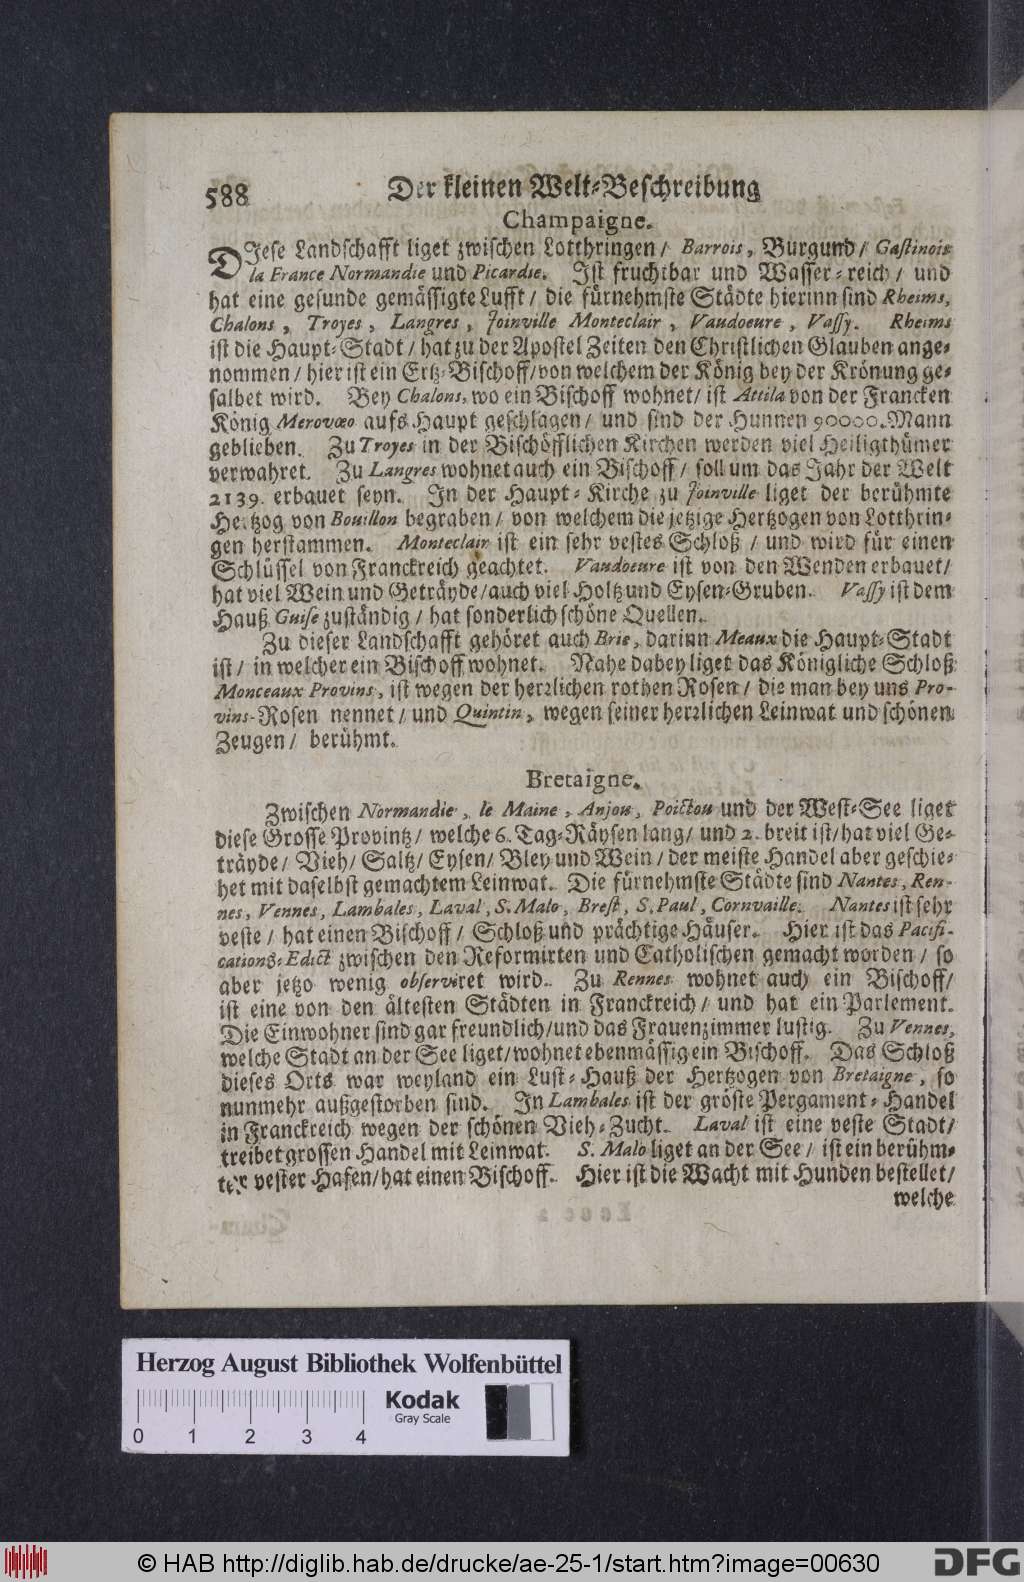 588 Der kleinen Welt-Beschreibung
Champaigne.
DJese Landschafft liget zwischen Lotthringen / Barrois, Burgund / Gastinois
la France Normandie und Picardie. Ist fruchtbar und Wasser-reich / und
hat eine gesunde gemässigte Lufft / die fürnehmste Städte hierinn sind Rheims,
Chalons, Troyes, Langres, Joinville Monteclair, Vaudoeure, Vassy. Rheims
ist die Haupt-Stadt / hat zu der Apostel Zeiten den Christlichen Glauben ange-
nommen / hier ist ein Ertz-Bischoff / von welchem der König bey der Krönung ge-
salbet wird. Bey Chalons, wo ein Bischoff wohnet / ist Attila von der Francken
König Merovæo aufs Haupt geschlagen / und sind der Hunnen 90000. Mann
geblieben. Zu Troyes in der Bischöfflichen Kirchen werden viel Heiligthümer
verwahret. Zu Langres wohnet auch ein Bischoff / soll um das Jahr der Welt
2139. erbauet seyn. In der Haupt-Kirche zu Joinville liget der berühmte
Hertzog von Bouillon begraben / von welchem die jetzige Hertzogen von Lotthrin-
gen herstammen. Monteclair ist ein sehr vestes Schloß / und wird für einen
Schlüssel von Franckreich geachtet. Vaudoeure ist von den Wenden erbauet /
hat viel Wein und Geträyde / auch viel Holtz und Eysen-Gruben. Vassy ist dem
Hauß Guise zuständig / hat sonderlich schöne Quellen.
Zu dieser Landschafft gehöret auch Brie, darinn Meaux die Haupt-Stadt
ist / in welcher ein Bischoff wohnet. Nahe dabey liget das Königliche Schloß
Monceaux Provins, ist wegen der herrlichen rothen Rosen / die man bey uns Pro-
vins-Rosen nennet / und Quintin, wegen seiner herrlichen Leinwat und schönen
Zeugen / berühmt.
Bretaigne.
Zwischen Normandie, le Maine, Anjou, Poictou und der West-See liget
diese Grosse Provintz / welche 6. Tag-Räysen lang / und 2. breit ist / hat viel Ge-
träyde / Vieh / Saltz / Eysen / Bley und Wein / der meiste Handel aber geschie-
het mit daselbst gemachtem Leinwat. Die fürnehmste Städte sind Nantes, Ren-
nes, Vennes, Lambales, Laval, S. Malo, Brest, S. Paul, Cornvaille. Nantes ist sehr
veste / hat einen Bischoff / Schloß und prächtige Häuser. Hier ist das Pacifi-
cations-Edict zwischen den Reformirten und Catholischen gemacht worden / so
aber jetzo wenig observiret wird. Zu Rennes wohnet auch ein Bischoff /
ist eine von den ältesten Städten in Franckreich / und hat ein Parlement.
Die Einwohner sind gar freundlich / und das Frauenzimmer lustig. Zu Vennes,
welche Stadt an der See liget / wohnet ebenmässig ein Bischoff. Das Schloß
dieses Orts war weyland ein Lust-Hauß der Hertzogen von Bretaigne, so
nunmehr außgestorben sind. In Lambales ist der gröste Pergament-Handel
in Franckreich wegen der schönen Vieh-Zucht. Laval ist eine veste Stadt /
treibet grossen Handel mit Leinwat. S. Malo liget an der See / ist ein berühm-
ter vester Hafen / hat einen Bischoff. Hier ist die Wacht mit Hunden bestellet /
welche
Herzog August Bibliothek Wolfenbüttel
Kodak
Gray Scale
0 1 2 3 4
© HAB http://diglib.hab.de/drucke/ae-25-1/start.htm?image=00630
DFG